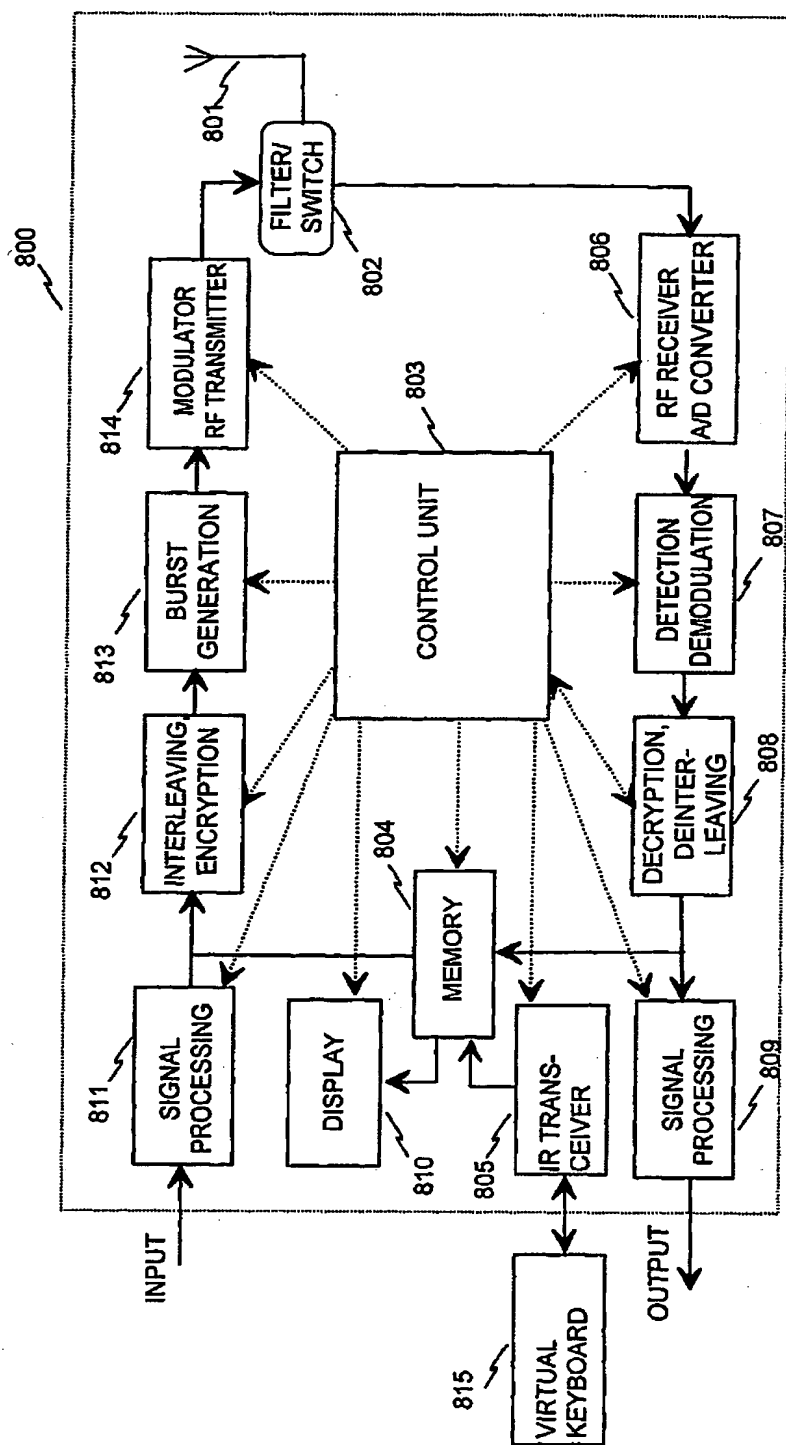 800
801
FILTER/
SWITCH
802
814
MODULATOR
RF TRANSMITTER
813
BURST
GENERATION
812
INTERLEAVING
ENCRYPTION
811
SIGNAL
PROCESSING
INPUT
803
CONTROL UNIT
804
MEMORY
DISPLAY
810
805
IR TRANS-
CEIVER
815
VIRTUAL
KEYBOARD
806
RF RECEIVER
A/D CONVERTER
807
DETECTION
DEMODULATION
808
DECRYPTION,
DEINTER-
LEAVING
809
SIGNAL
PROCESSING
OUTPUT